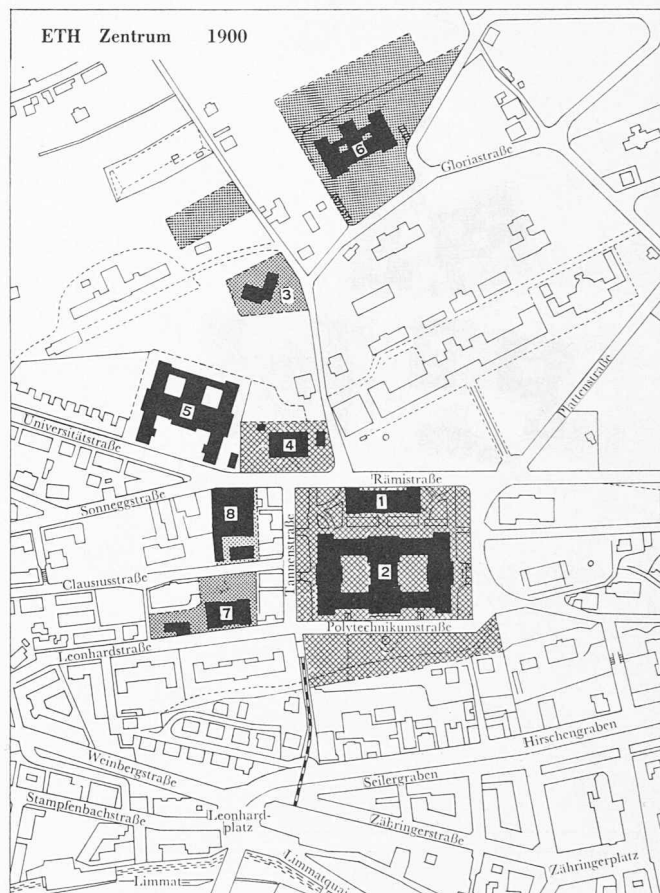 ETH Zentrum 1900
6
Gloriastraße
3
Plattenstraße
5
4
Universitätstraße
Rämistraße
Sonneggstraße
8
1
Tannenstraße
2
Clausiusstraße
7
Polytechnikumstraße
Leonhardstraße
Hirschengraben
Weinbergstraße
Seilergraben
Stampfenbachstraße
Leonhard-
platz
Zähringerstraße
Limmat
Limmatquai
Zähringerplatz